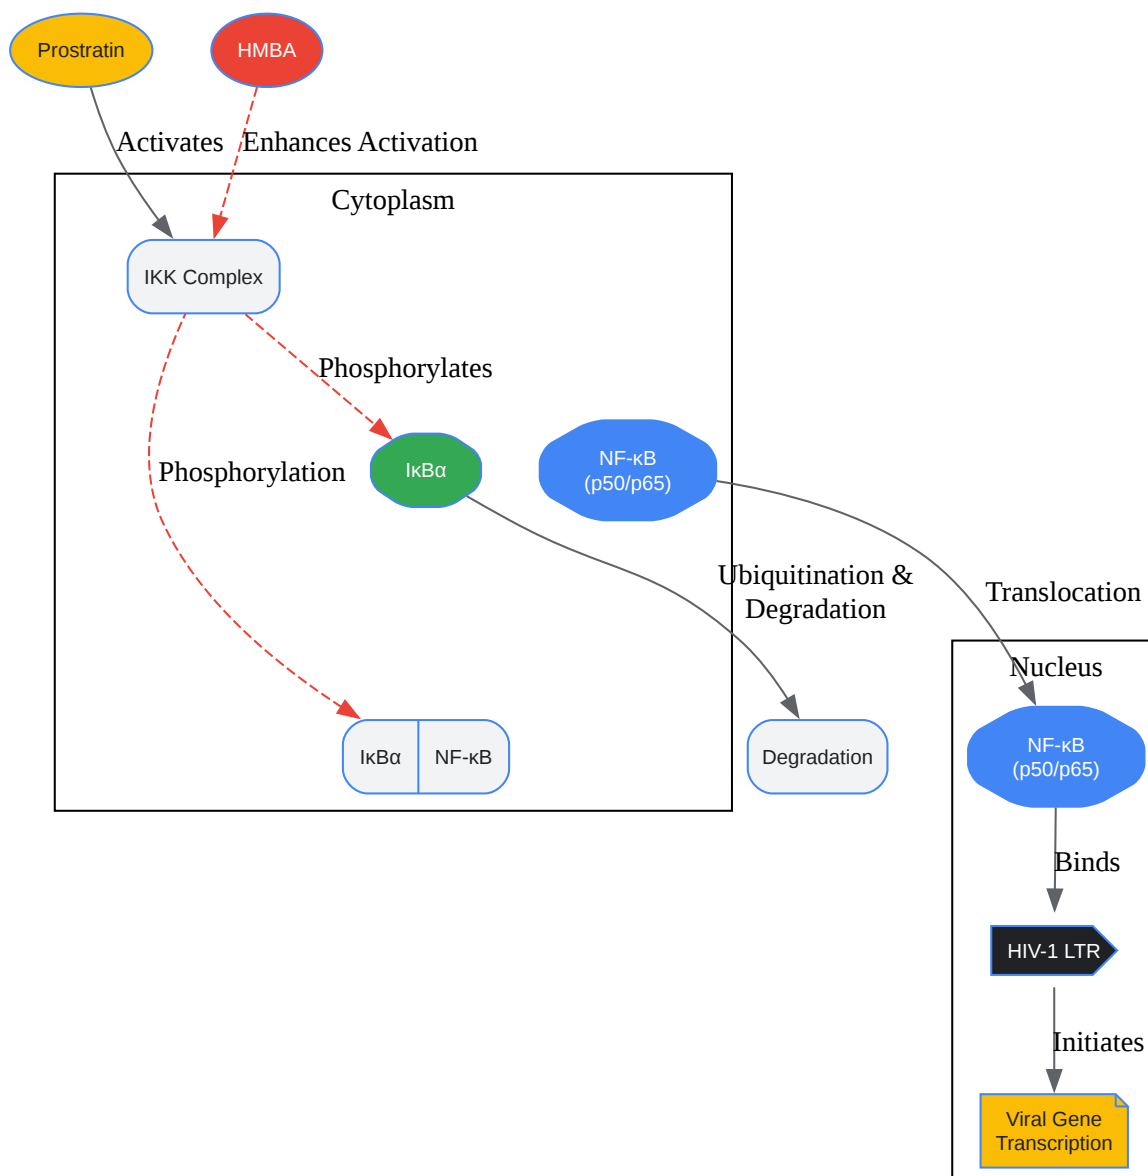 Prostratin
HMBA
Activates
Enhances Activation
Cytoplasm
IKK Complex
Phosphorylates
Phosphorylation
IκBα
NF-κB
(p50/p65)
Ubiquitination &
Degradation
Translocation
Nucleus
IκBα
NF-κB
Degradation
NF-κB
(p50/p65)
Binds
HIV-1 LTR
Initiates
Viral Gene
Transcription